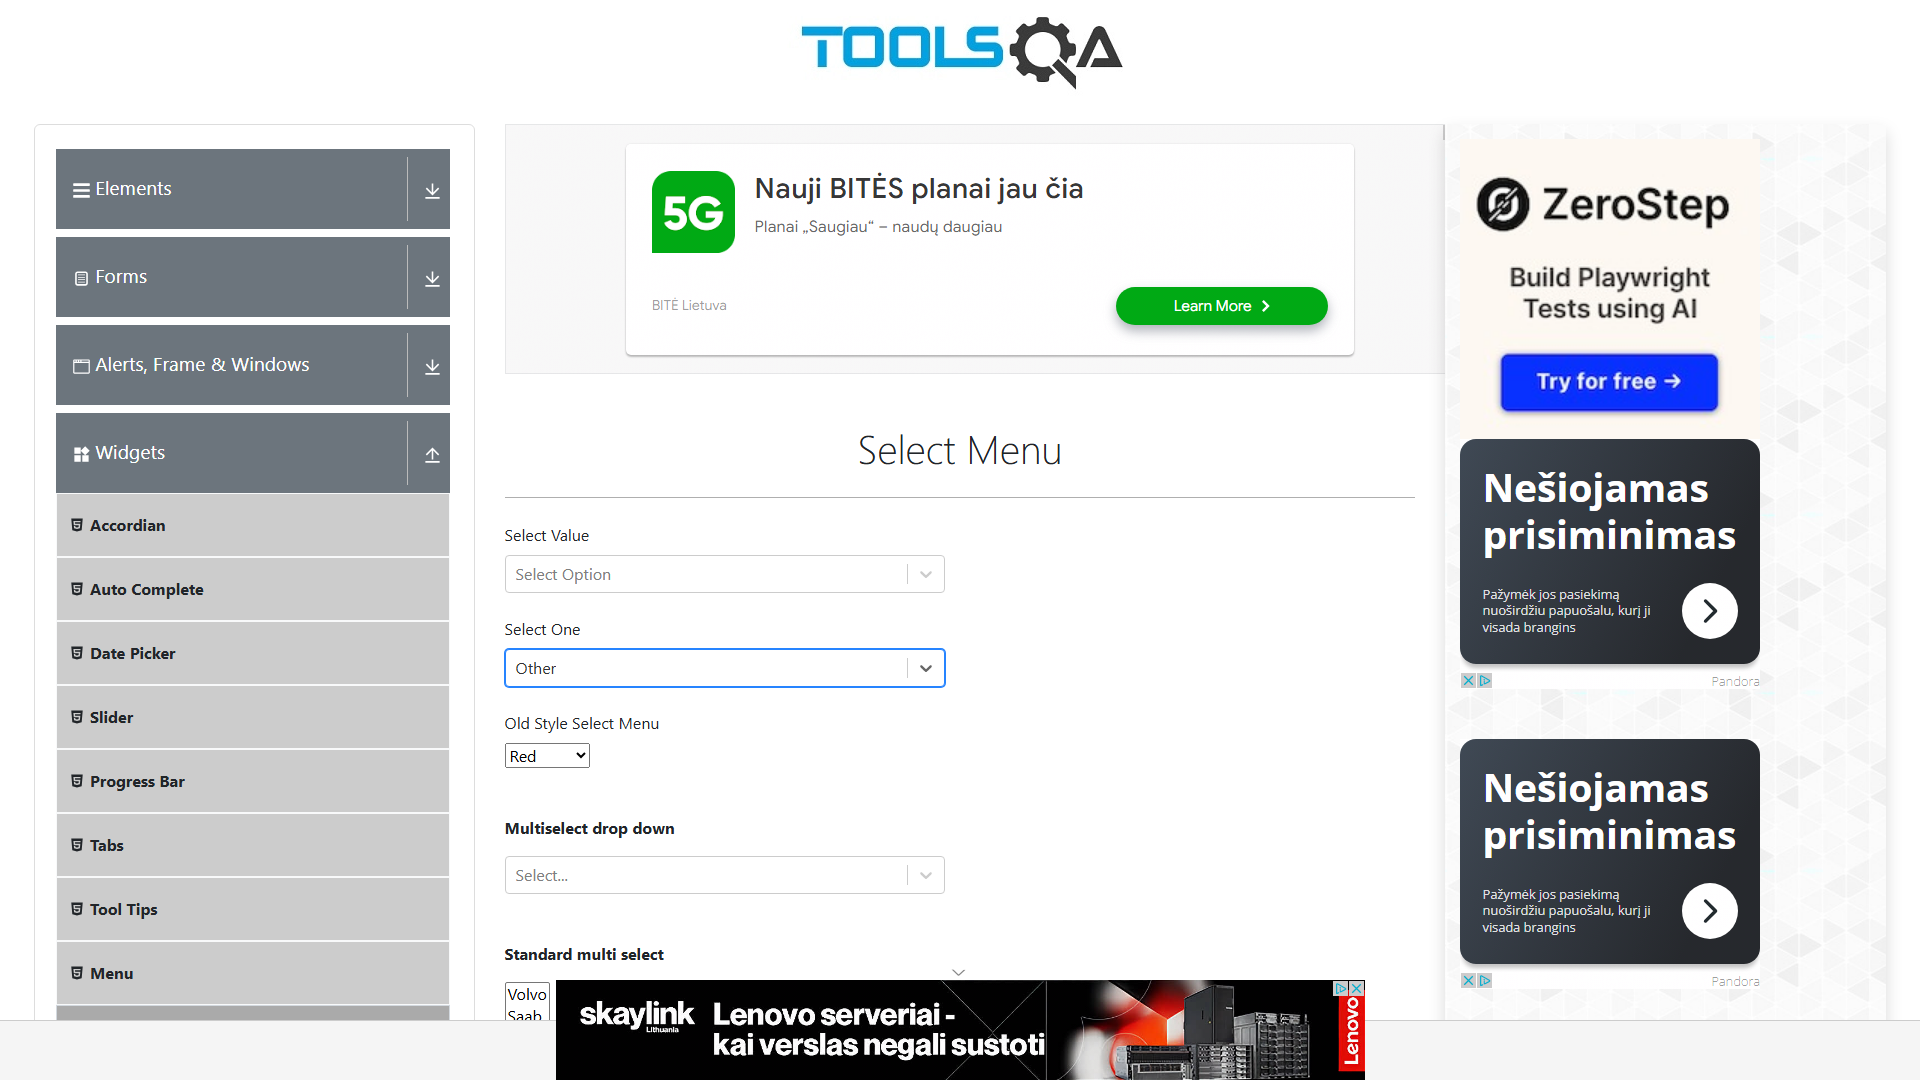 TOOLSQA
Elements
Forms
Alerts, Frame & Windows
Widgets
Accordian
Auto Complete
Date Picker
Slider
Progress Bar
Tabs
Tool Tips
Menu
5G
Nauji BITĖS planai jau čia
Planai „Saugiau“ – naudų daugiau
BITĖ Lietuva
Learn More
Select Menu
Select Value
Select Option
Select One
Other
Old Style Select Menu
Red
Multiselect drop down
Select...
Standard multi select
Volvo
Saab
skaylink
Lithuania
Lenovo serveriai -
kai verslas negali sustoti
Lenovo
ZeroStep
Build Playwright
Tests using AI
Try for free →
Nešiojamas
prisiminimas
Pažymėk jos pasiekimą
nuoširdžiu papuošalu, kurį ji
visada brangins
Pandora
Nešiojamas
prisiminimas
Pažymėk jos pasiekimą
nuoširdžiu papuošalu, kurį ji
visada brangins
Pandora